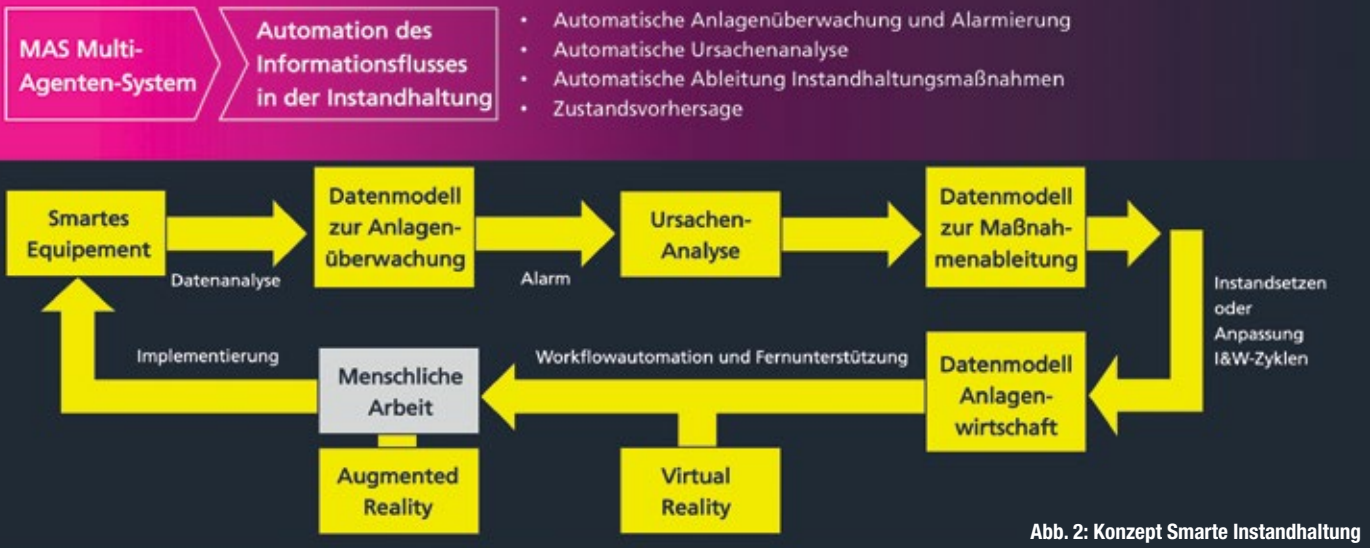 MAS Multi-
Agenten-System
Automation des
Informationsflusses
in der Instandhaltung
• Automatische Anlagenüberwachung und Alarmierung
• Automatische Ursachenanalyse
• Automatische Ableitung Instandhaltungsmaßnahmen
• Zustandsvorhersage
Smartes
Equipement
Datenanalyse
Datenmodell
zur Anlagen-
überwachung
Alarm
Ursachen-
Analyse
Datenmodell
zur Maßnah-
menableitung
Instandsetzen
oder
Anpassung
I&W-Zyklen
Datenmodell
Anlagen-
wirtschaft
Workflowautomation und Fernunterstützung
Virtual
Reality
Menschliche
Arbeit
Augmented
Reality
Implementierung
Abb. 2: Konzept Smarte Instandhaltung